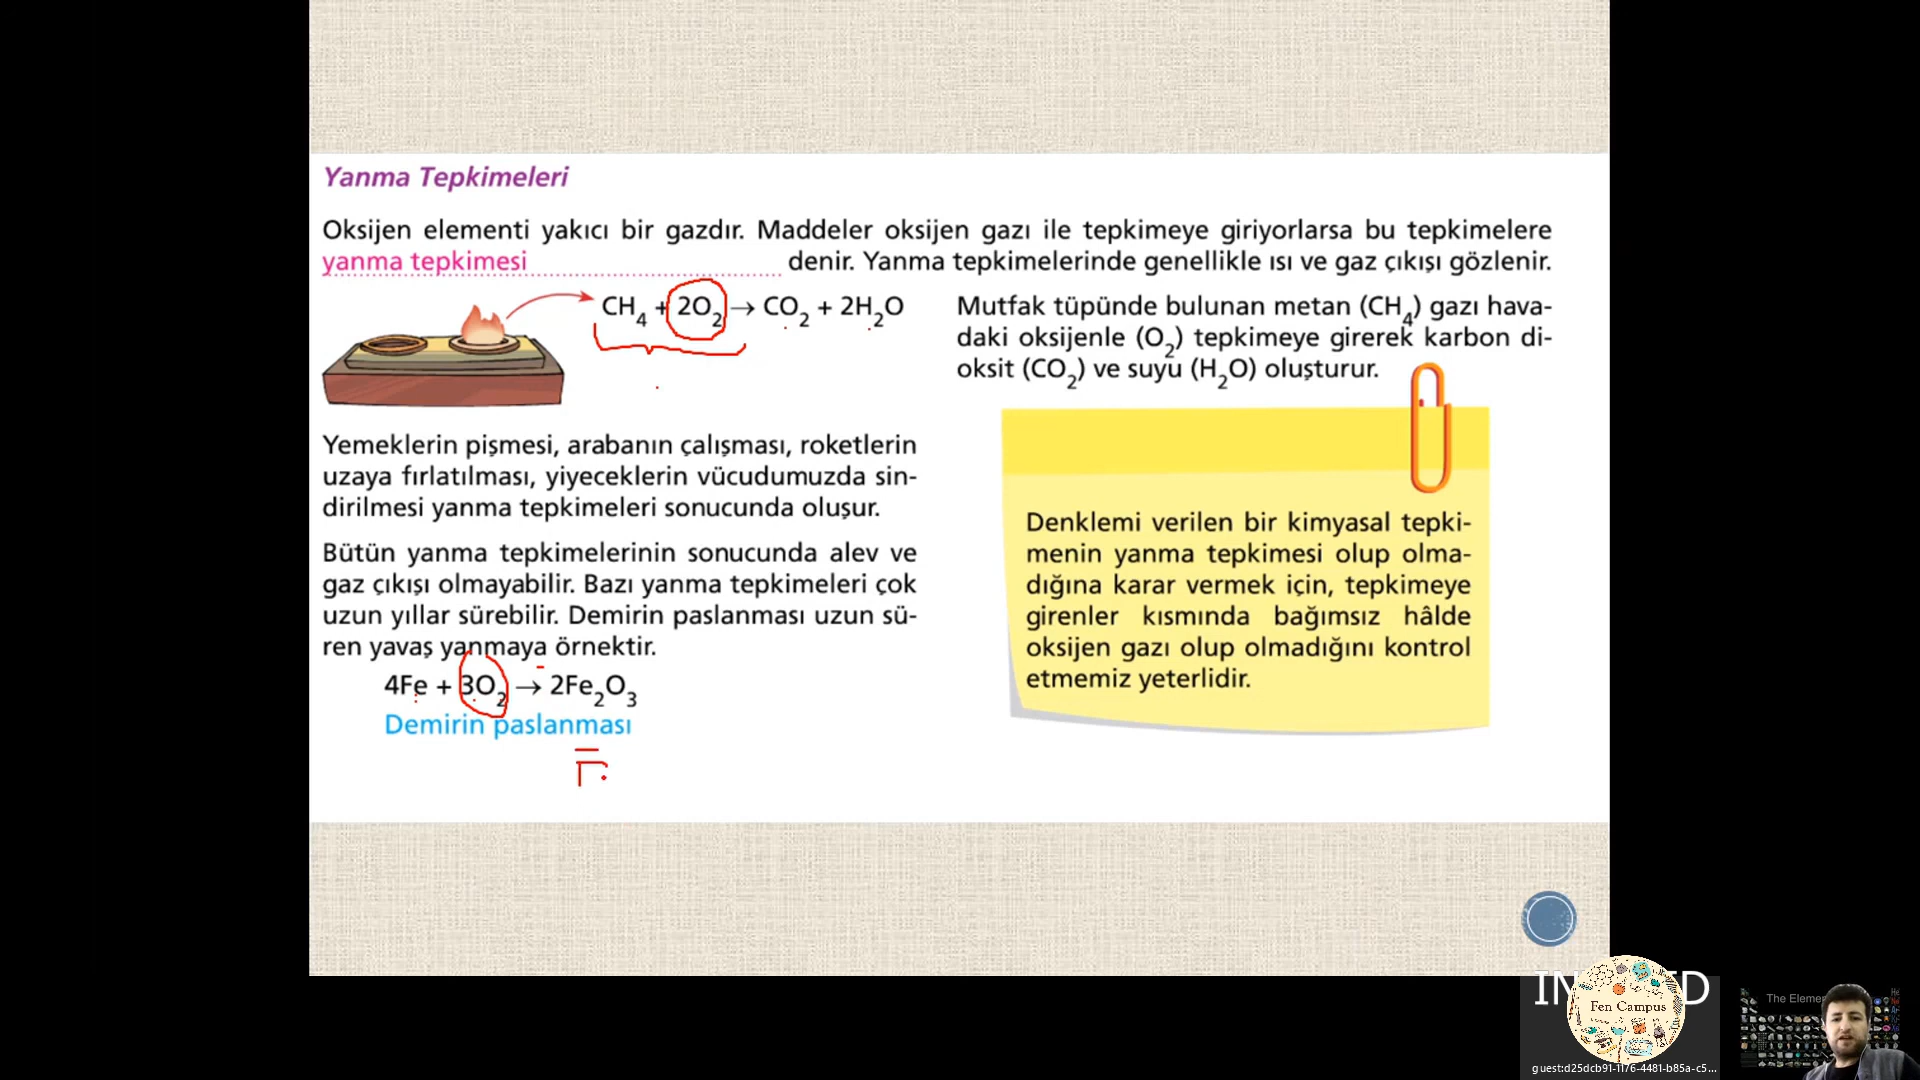 Yanma Tepkimeleri
Oksijen elementi yakıcı bir gazdır. Maddeler oksijen gazı ile tepkimeye giriyorlarsa bu tepkimelere
yanma tepkimesi denir. Yanma tepkimelerinde genellikle ısı ve gaz çıkışı gözlenir.
CH₄ + 2O₂ → CO₂ + 2H₂O
Mutfak tüpünde bulunan metan (CH₄) gazı hava-
daki oksijenle (O₂) tepkimeye girerek karbon di-
oksit (CO₂) ve suyu (H₂O) oluşturur.
Yemeklerin pişmesi, arabanın çalışması, roketlerin
uzaya fırlatılması, yiyeceklerin vücudumuzda sin-
dirilmesi yanma tepkimeleri sonucunda oluşur.
Bütün yanma tepkimelerinin sonucunda alev ve
gaz çıkışı olmayabilir. Bazı yanma tepkimeleri çok
uzun yıllar sürebilir. Demirin paslanması uzun sü-
ren yavaş yanmaya örnektir.
4Fe + 3O₂ → 2Fe₂O₃
Demirin paslanması
Denklemi verilen bir kimyasal tepki-
menin yanma tepkimesi olup olma-
dığına karar vermek için, tepkimeye
girenler kısmında bağımsız hâlde
oksijen gazı olup olmadığını kontrol
etmemiz yeterlidir.
Fen Campus
guest:d25dcb91-1176-4481-b85a-c5...